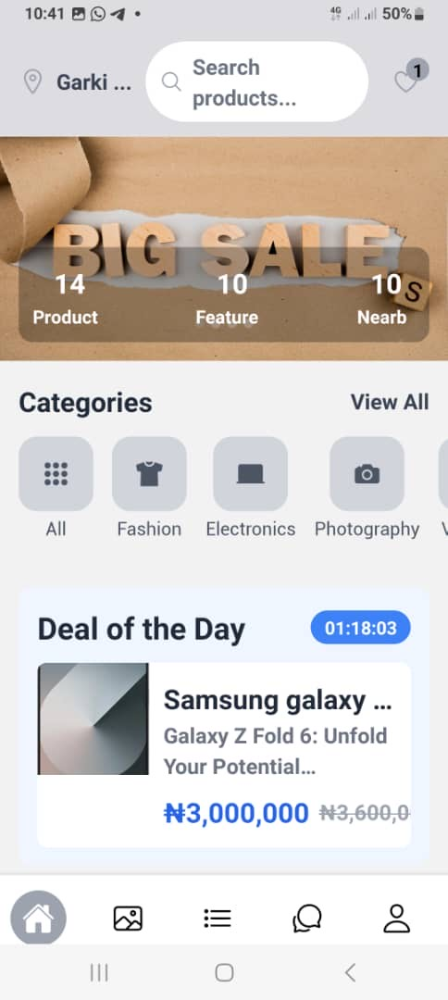 10:41
4G
50%
Garki ...
Search
products...
1
BIG SALE
S
14
10
10
Product
Feature
Nearb
Categories
View All
All
Fashion
Electronics
Photography
Deal of the Day
01:18:03
Samsung galaxy ...
Galaxy Z Fold 6: Unfold
Your Potential...
₦3,000,000 ₦3,600,0